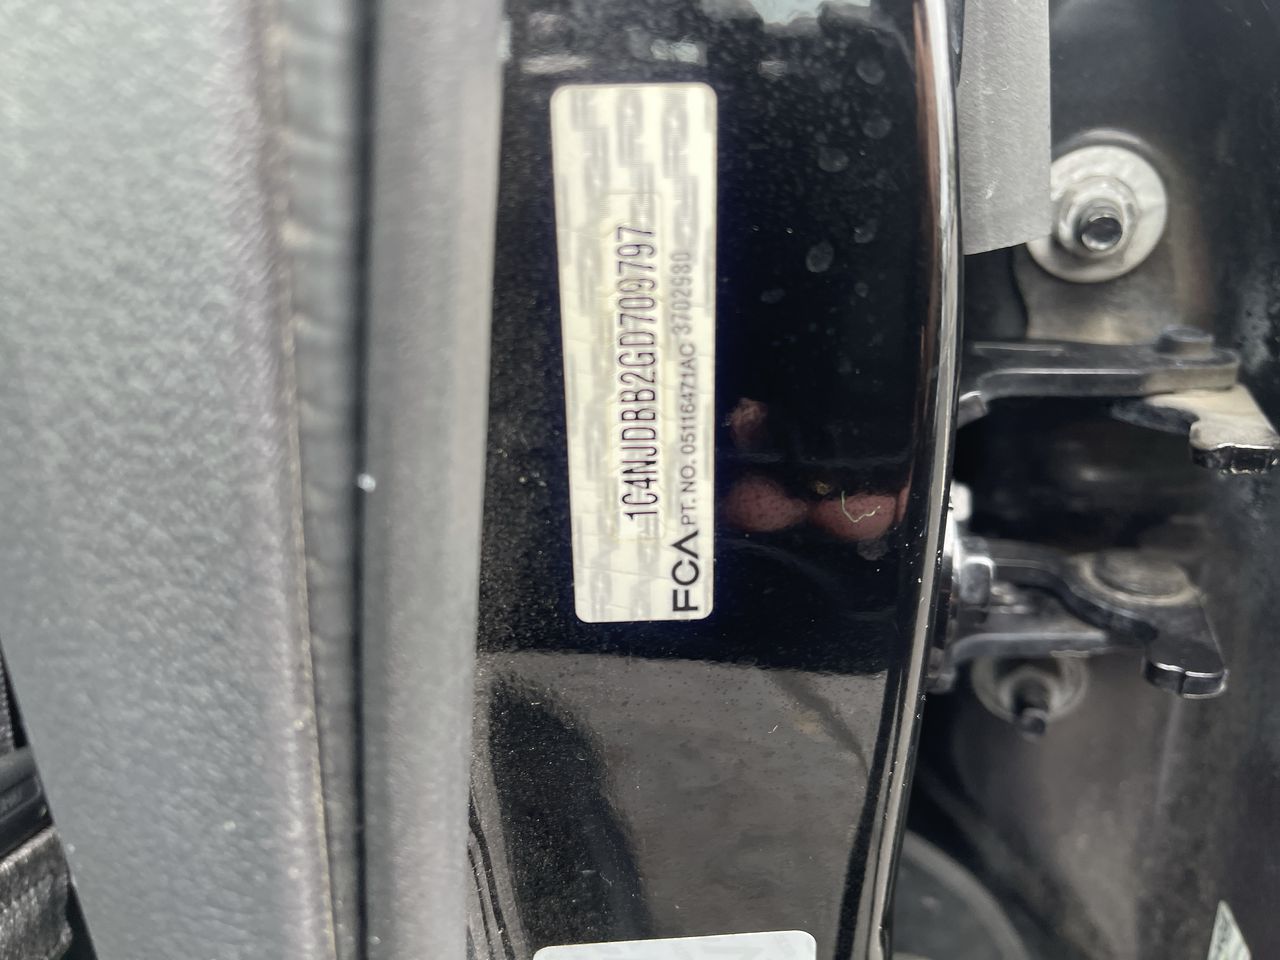 1C4NJDBB2GD709797
FCA PT. NO. 05116471AC 3702980